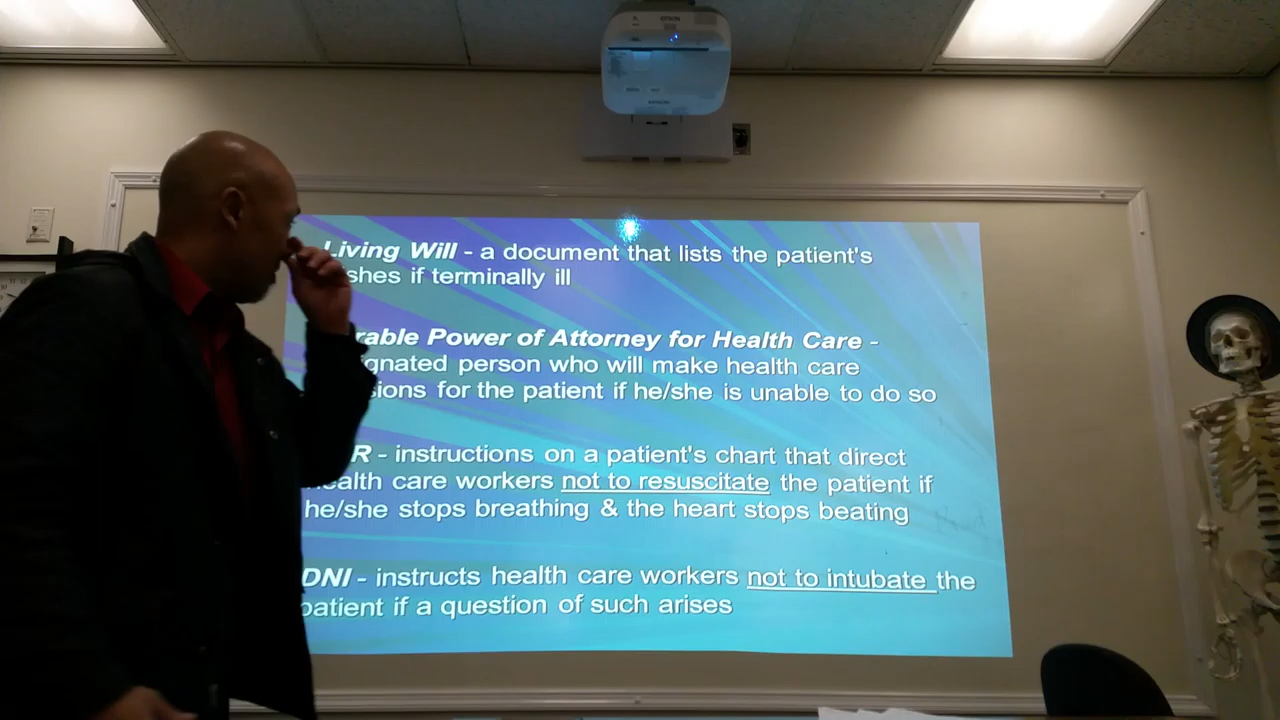 EPSON
EPSON
Living Will - a document that lists the patient's
shes if terminally ill
rable Power of Attorney for Health Care -
gnated person who will make health care
sions for the patient if he/she is unable to do so
R - instructions on a patient's chart that direct
ealth care workers not to resuscitate the patient if
he/she stops breathing & the heart stops beating
DNI - instructs health care workers not to intubate the
patient if a question of such arises